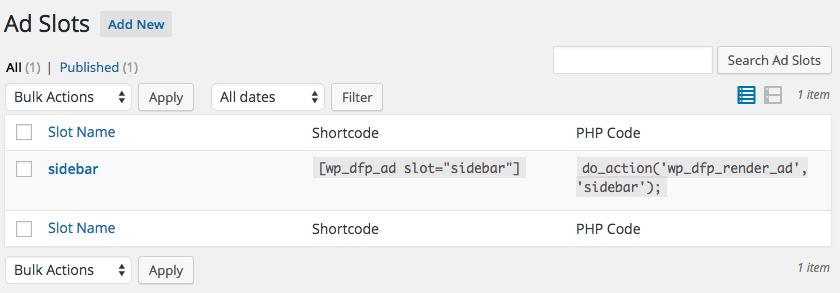 Ad Slots Add New
All (1) | Published (1)
Search Ad Slots
Bulk Actions Apply All dates Filter 1 item
Slot Name Shortcode PHP Code
sidebar [wp_dfp_ad slot="sidebar"] do_action('wp_dfp_render_ad',
'sidebar');
Slot Name Shortcode PHP Code
Bulk Actions Apply 1 item